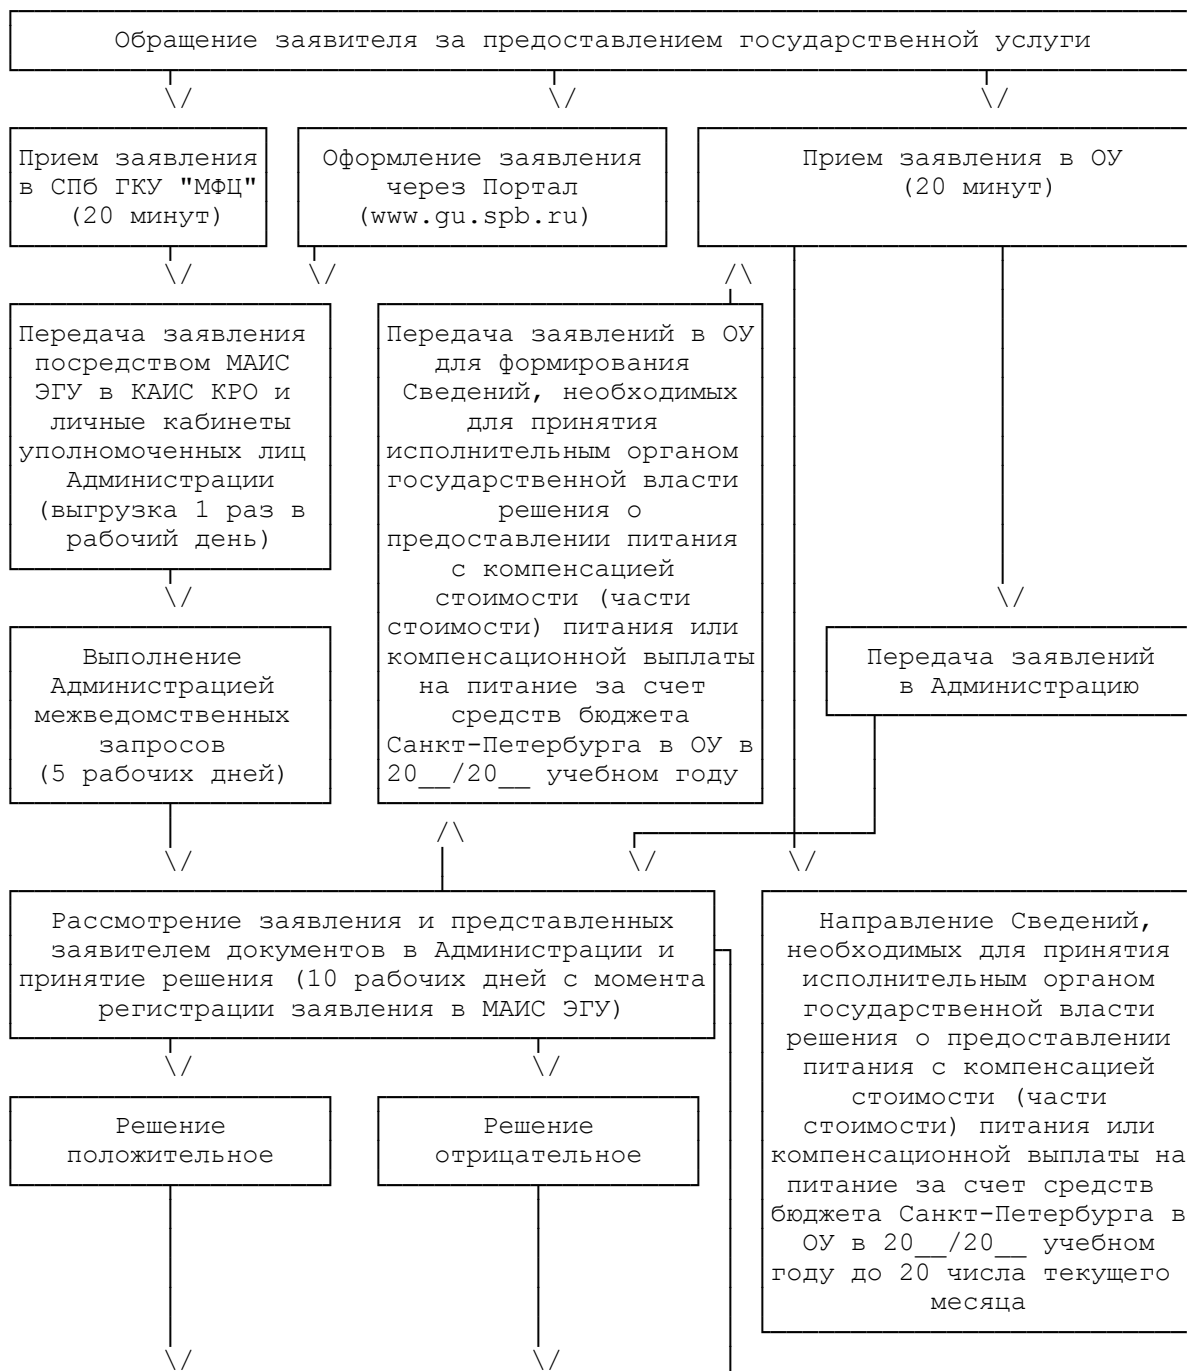 Обращение заявителя за предоставлением государственной услуги
Прием заявления
в СПб ГКУ "МФЦ"
(20 минут)
Оформление заявления
через Портал
(www.gu.spb.ru)
Прием заявления в ОУ
(20 минут)
Передача заявления
посредством МАИС
ЭГУ в КАИС КРО и
личные кабинеты
уполномоченных лиц
Администрации
(выгрузка 1 раз в
рабочий день)
Передача заявлений в ОУ
для формирования
Сведений, необходимых
для принятия
исполнительным органом
государственной власти
решения о
предоставлении питания
с компенсацией
стоимости (части
стоимости) питания или
компенсационной выплаты
на питание за счет
средств бюджета
Санкт-Петербурга в ОУ в
20__/20__ учебном году
Передача заявлений
в Администрацию
Выполнение
Администрацией
межведомственных
запросов
(5 рабочих дней)
Рассмотрение заявления и представленных
заявителем документов в Администрации и
принятие решения (10 рабочих дней с момента
регистрации заявления в МАИС ЭГУ)
Направление Сведений,
необходимых для принятия
исполнительным органом
государственной власти
решения о предоставлении
питания с компенсацией
стоимости (части
стоимости) питания или
компенсационной выплаты на
питание за счет средств
бюджета Санкт-Петербурга в
ОУ в 20__/20__ учебном
году до 20 числа текущего
месяца
Решение
положительное
Решение
отрицательное